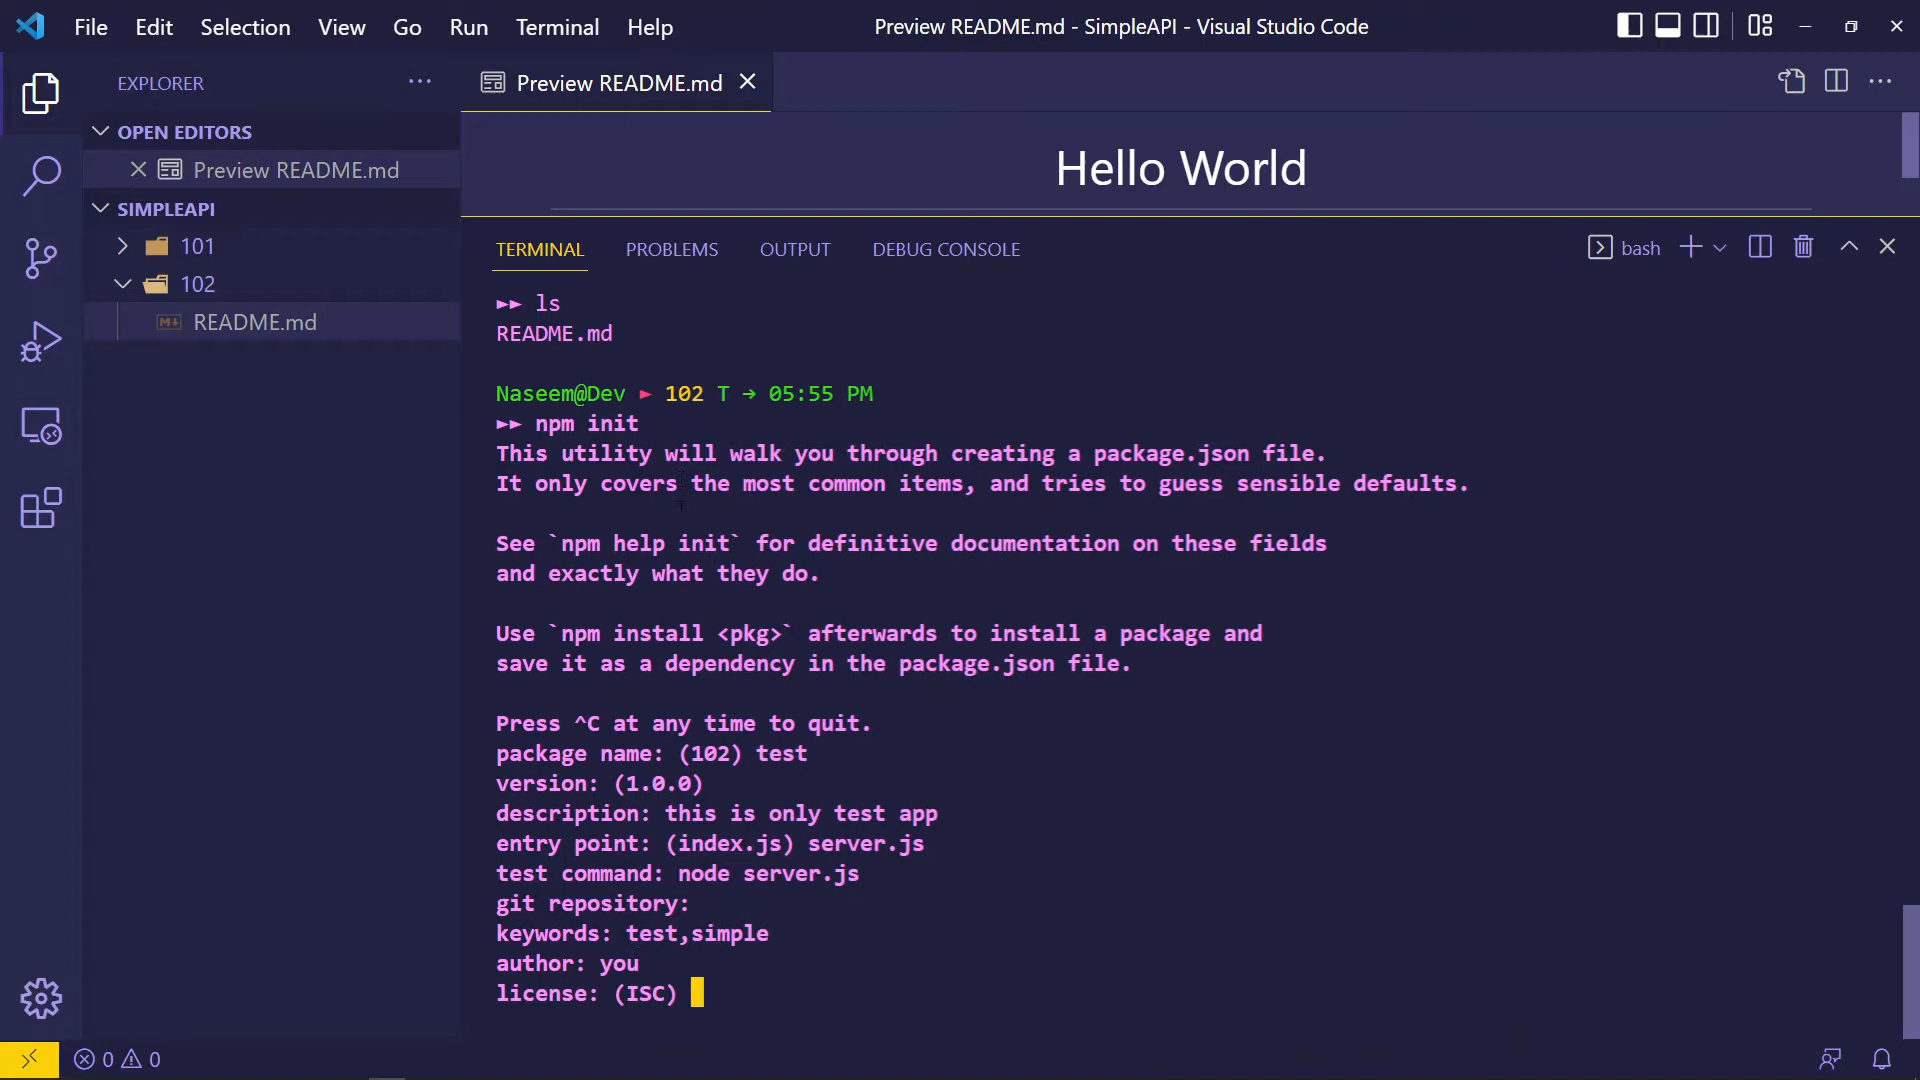 File Edit Selection View Go Run Terminal Help
Preview README.md - SimpleAPI - Visual Studio Code
EXPLORER
Preview README.md
OPEN EDITORS
Preview README.md
SIMPLEAPI
101
102
README.md
Hello World
TERMINAL PROBLEMS OUTPUT DEBUG CONSOLE
bash
►► ls
README.md
Naseem@Dev ► 102 T → 05:55 PM
►► npm init
This utility will walk you through creating a package.json file.
It only covers the most common items, and tries to guess sensible defaults.
See `npm help init` for definitive documentation on these fields
and exactly what they do.
Use `npm install <pkg>` afterwards to install a package and
save it as a dependency in the package.json file.
Press ^C at any time to quit.
package name: (102) test
version: (1.0.0)
description: this is only test app
entry point: (index.js) server.js
test command: node server.js
git repository:
keywords: test,simple
author: you
license: (ISC)
0 0